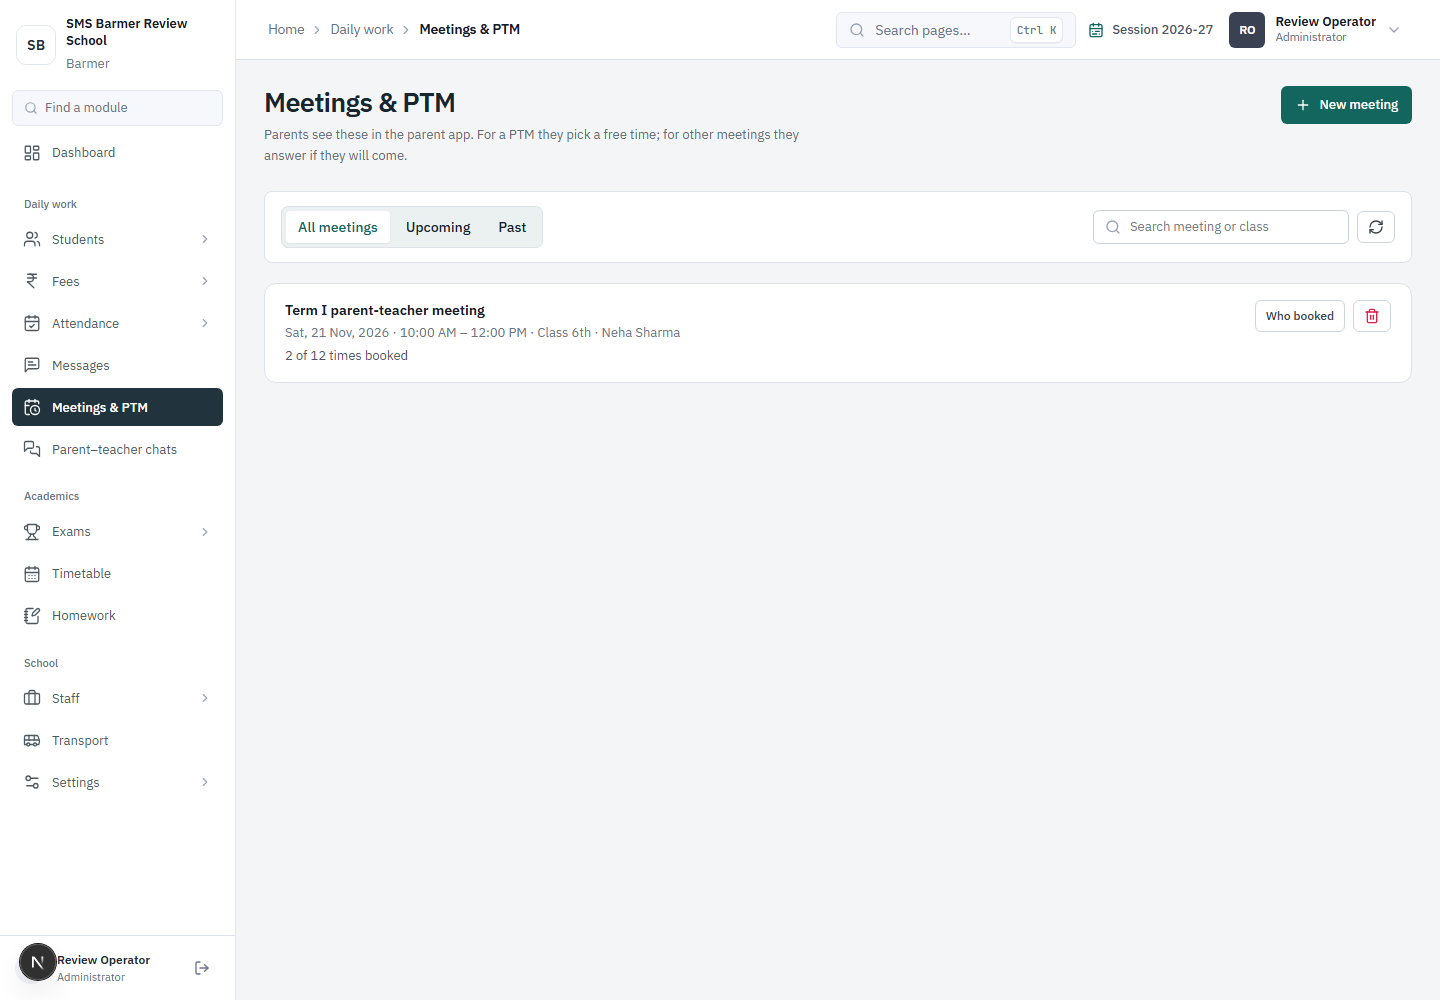 SB
SMS Barmer Review
School
Barmer
Find a module
Dashboard
Daily work
Students
Fees
Attendance
Messages
Meetings & PTM
Parent–teacher chats
Academics
Exams
Timetable
Homework
School
Staff
Transport
Settings
N
Review Operator
Administrator
Home
Daily work
Meetings & PTM
Search pages...
Ctrl K
Session 2026-27
RO
Review Operator
Administrator
Meetings & PTM
New meeting
Parents see these in the parent app. For a PTM they pick a free time; for other meetings they
answer if they will come.
All meetings
Upcoming
Past
Search meeting or class
Term I parent-teacher meeting
Sat, 21 Nov, 2026 · 10:00 AM – 12:00 PM · Class 6th · Neha Sharma
2 of 12 times booked
Who booked